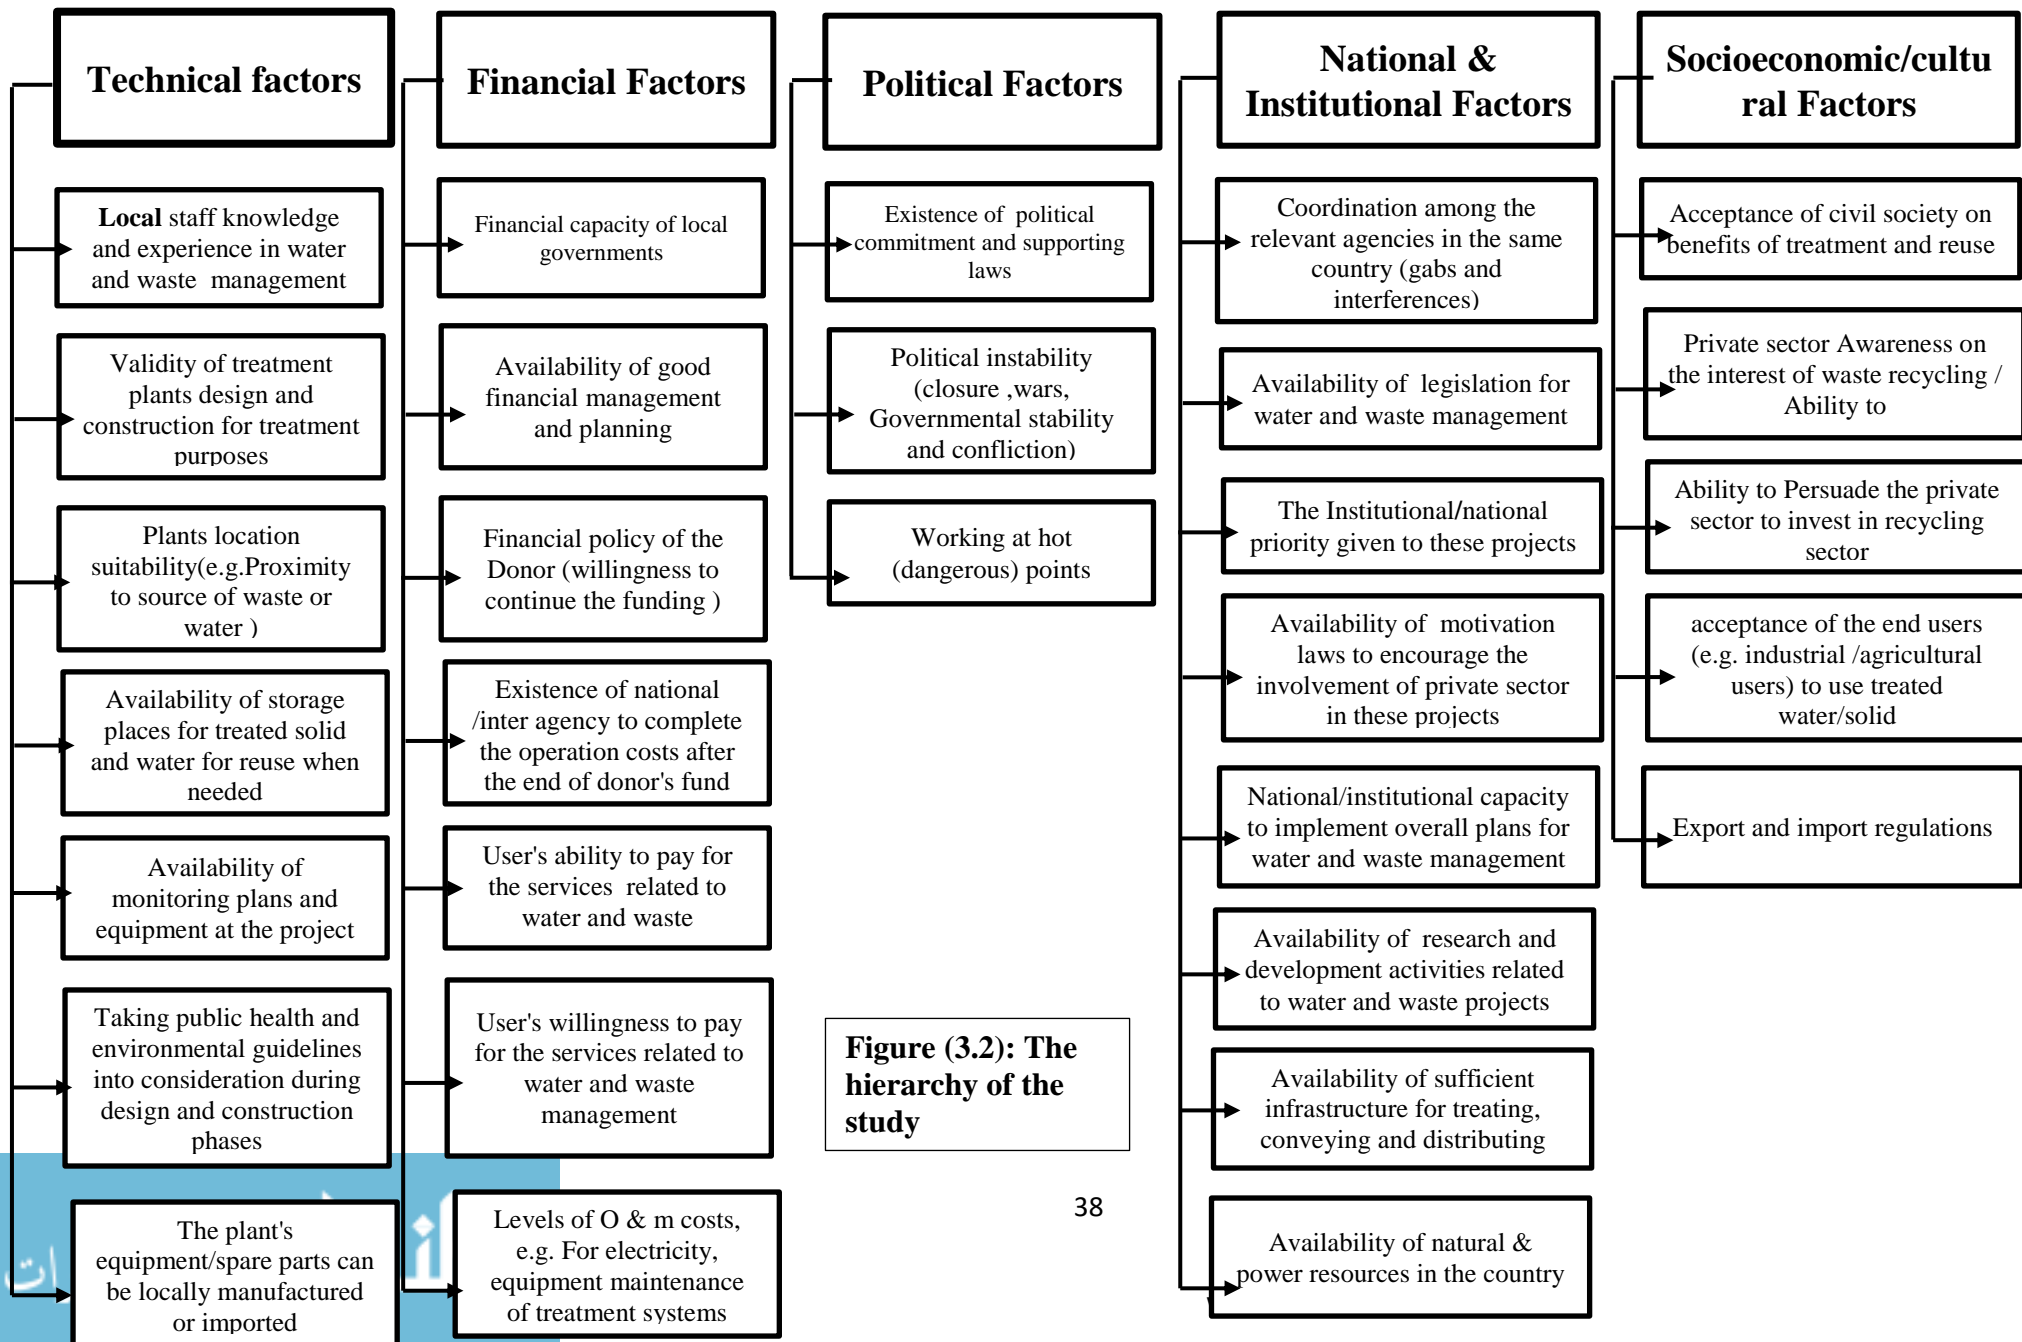 Technical factors
Local staff knowledge
and experience in water
and waste management
Validity of treatment
plants design and
construction for treatment
purposes
Plants location
suitability(e.g.Proximity
to source of waste or
water )
Availability of storage
places for treated solid
and water for reuse when
needed
Availability of
monitoring plans and
equipment at the project
Taking public health and
environmental guidelines
into consideration during
design and construction
phases
The plant's
equipment/spare parts can
be locally manufactured
or imported
Financial Factors
Financial capacity of local
governments
Availability of good
financial management
and planning
Financial policy of the
Donor (willingness to
continue the funding )
Existence of national
/inter agency to complete
the operation costs after
the end of donor's fund
User's ability to pay for
the services related to
water and waste
User's willingness to pay
for the services related to
water and waste
management
Levels of O & m costs,
e.g. For electricity,
equipment maintenance
of treatment systems
Political Factors
Existence of political
commitment and supporting
laws
Political instability
(closure ,wars,
Governmental stability
and confliction)
Working at hot
(dangerous) points
National &
Institutional Factors
Coordination among the
relevant agencies in the same
country (gabs and
interferences)
Availability of legislation for
water and waste management
The Institutional/national
priority given to these projects
Availability of motivation
laws to encourage the
involvement of private sector
in these projects
National/institutional capacity
to implement overall plans for
water and waste management
Availability of research and
development activities related
to water and waste projects
Availability of sufficient
infrastructure for treating,
conveying and distributing
Availability of natural &
power resources in the country
Socioeconomic/cultu
ral Factors
Acceptance of civil society on
benefits of treatment and reuse
Private sector Awareness on
the interest of waste recycling /
Ability to
Ability to Persuade the private
sector to invest in recycling
sector
acceptance of the end users
(e.g. industrial /agricultural
users) to use treated
water/solid
Export and import regulations
Figure (3.2): The
hierarchy of the
study
38